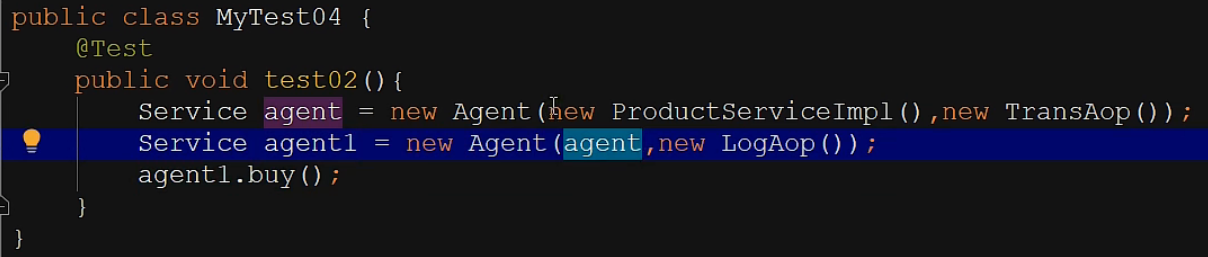 public class MyTest04 {
@Test
public void test02(){
Service agent = new Agent(new ProductServiceImpl(),new TransAop());
Service agent1 = new Agent(agent,new LogAop());
agent1.buy();
}
}